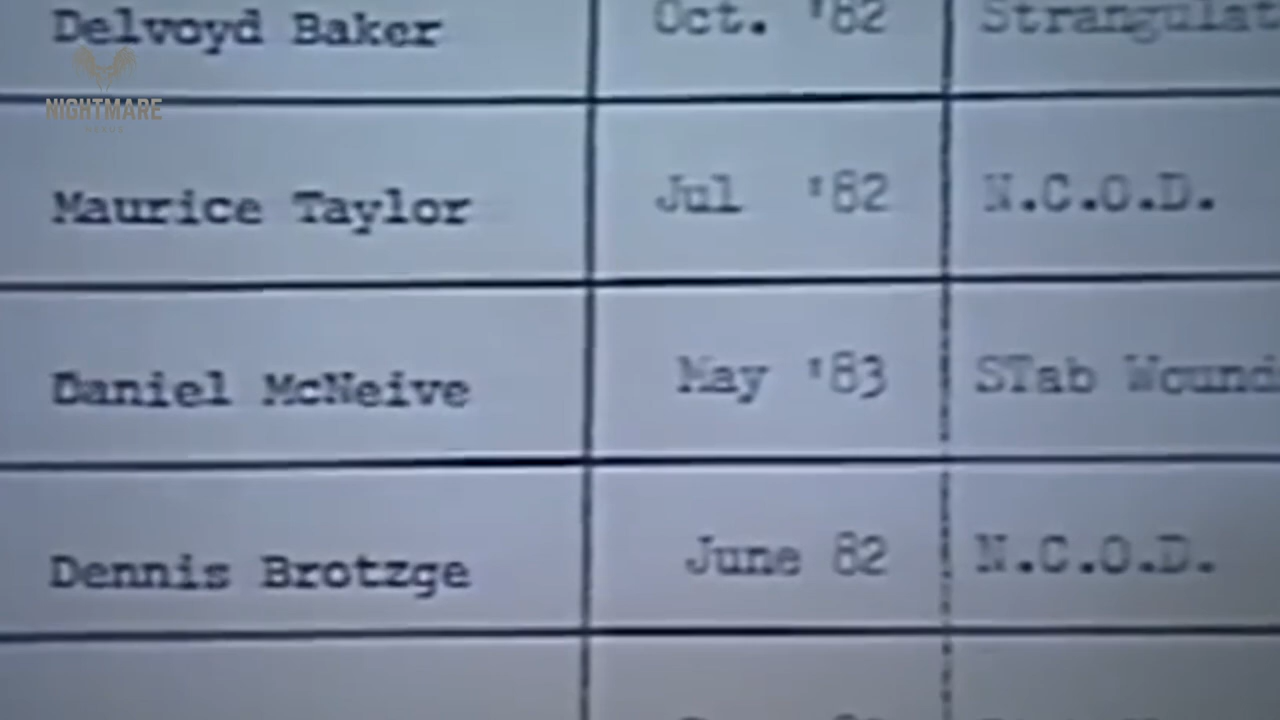 Delvoyd Baker Oct. '82 Strangulat
NIGHTMARE
Maurice Taylor Jul '82 N.C.O.D.
Daniel McNeive May '83 STab Wound
Dennis Brotzge June 82 N.C.O.D.